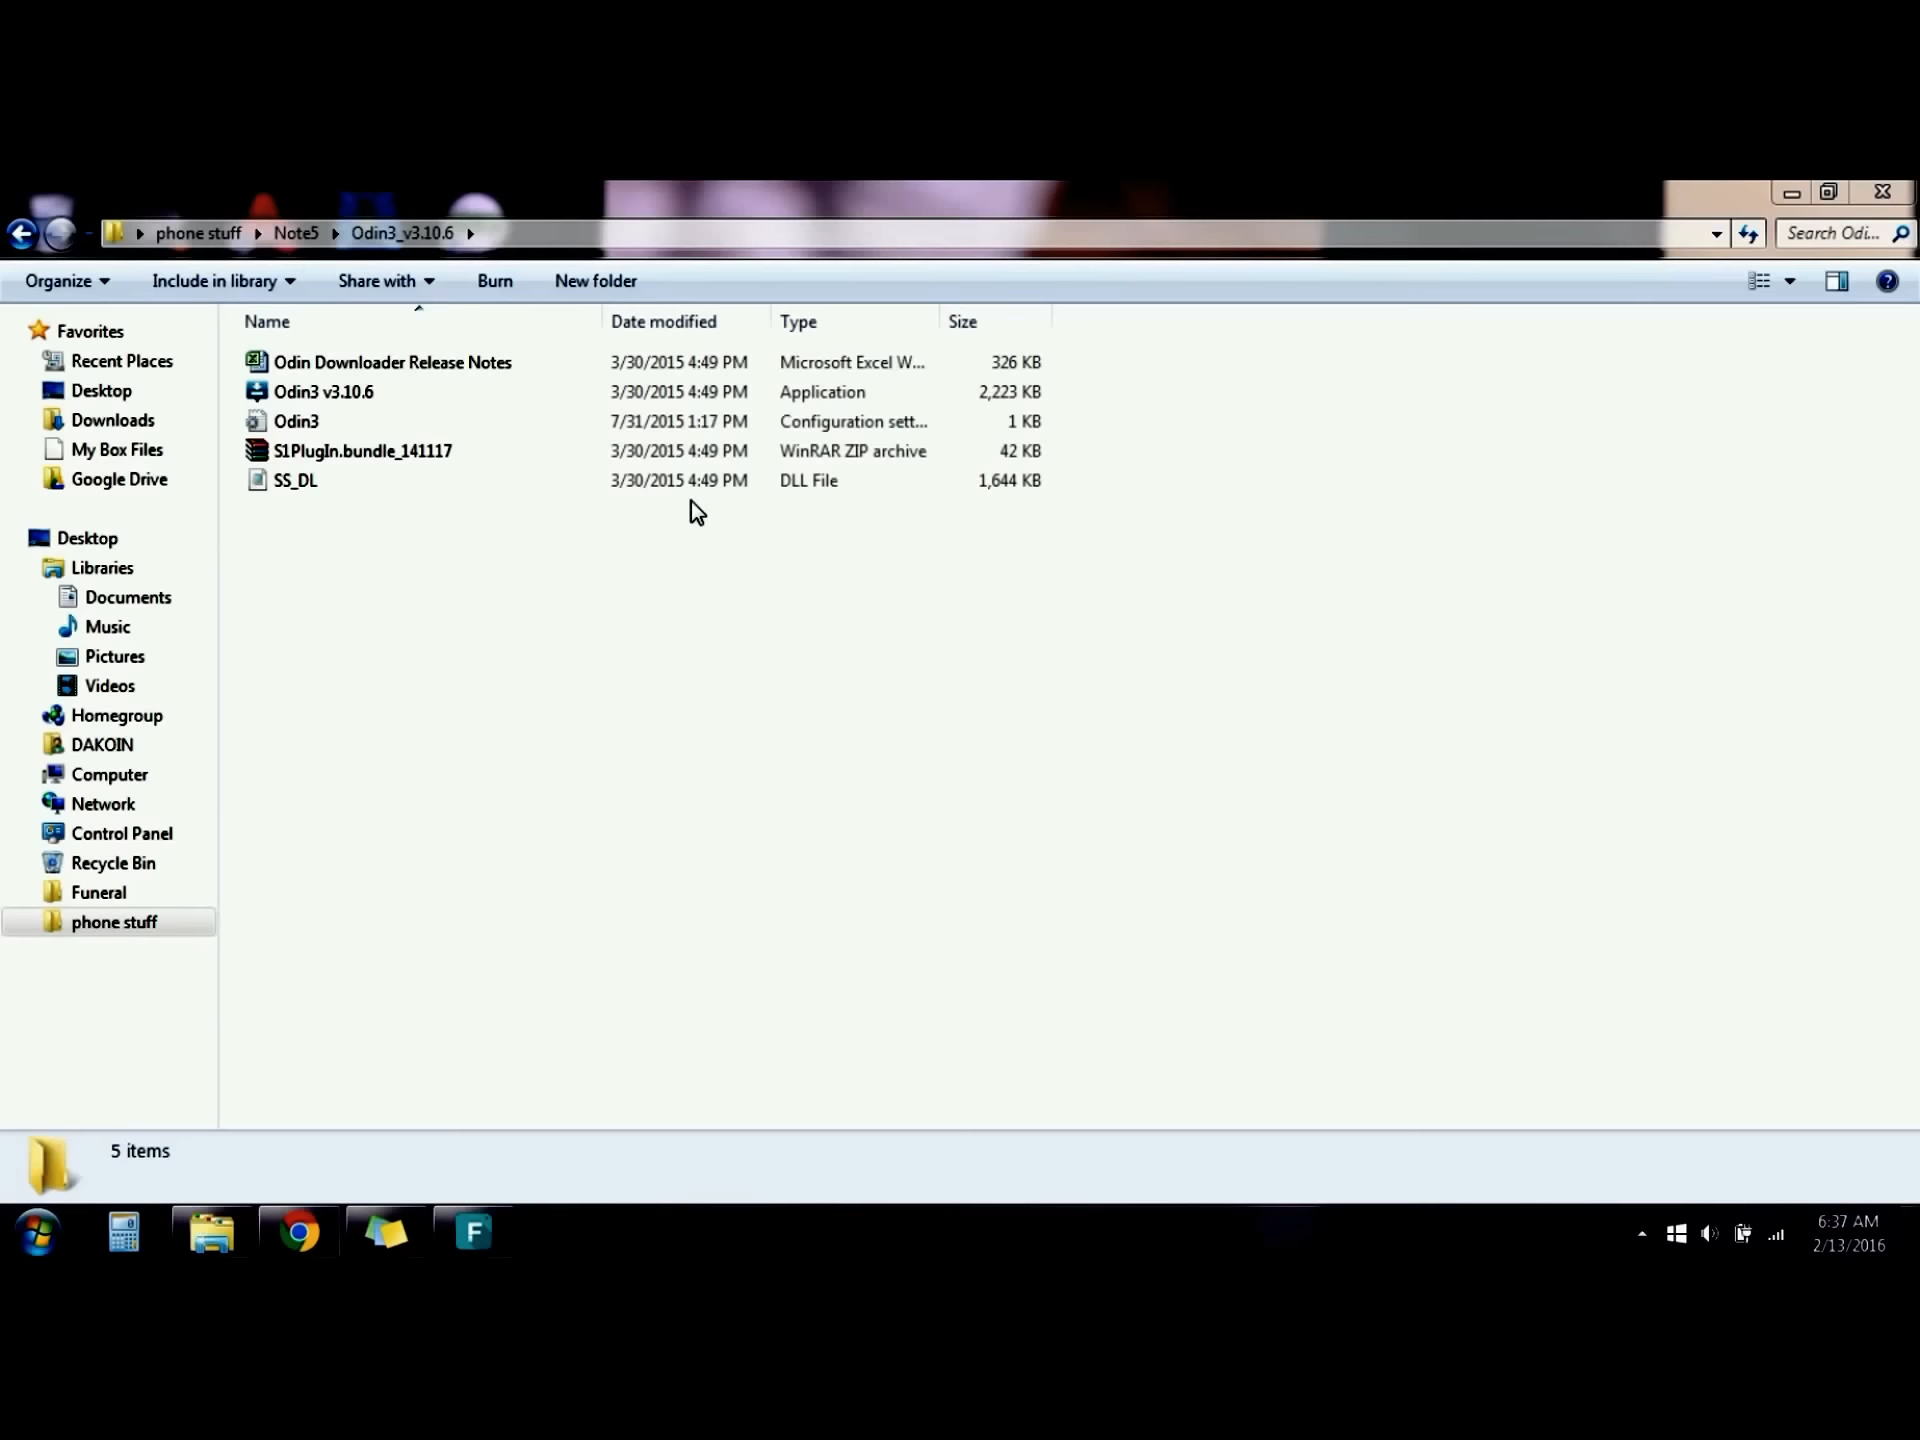 phone stuff Note5 Odin3_v3.10.6
Search Odi...
Organize Include in library Share with Burn New folder
Name Date modified Type Size
Odin Downloader Release Notes 3/30/2015 4:49 PM Microsoft Excel W... 326 KB
Odin3 v3.10.6 3/30/2015 4:49 PM Application 2,223 KB
Odin3 7/31/2015 1:17 PM Configuration sett... 1 KB
S1PlugIn.bundle_141117 3/30/2015 4:49 PM WinRAR ZIP archive 42 KB
SS_DL 3/30/2015 4:49 PM DLL File 1,644 KB
Favorites
Recent Places
Desktop
Downloads
My Box Files
Google Drive
Desktop
Libraries
Documents
Music
Pictures
Videos
Homegroup
DAKOIN
Computer
Network
Control Panel
Recycle Bin
Funeral
phone stuff
5 items
F
6:37 AM
2/13/2016